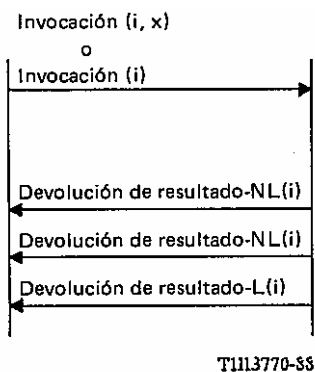 Invocación (i, x)
o
Invocación (i)
Devolución de resultado-NL(i)
Devolución de resultado-NL(i)
Devolución de resultado-L(i)
T1113770-88